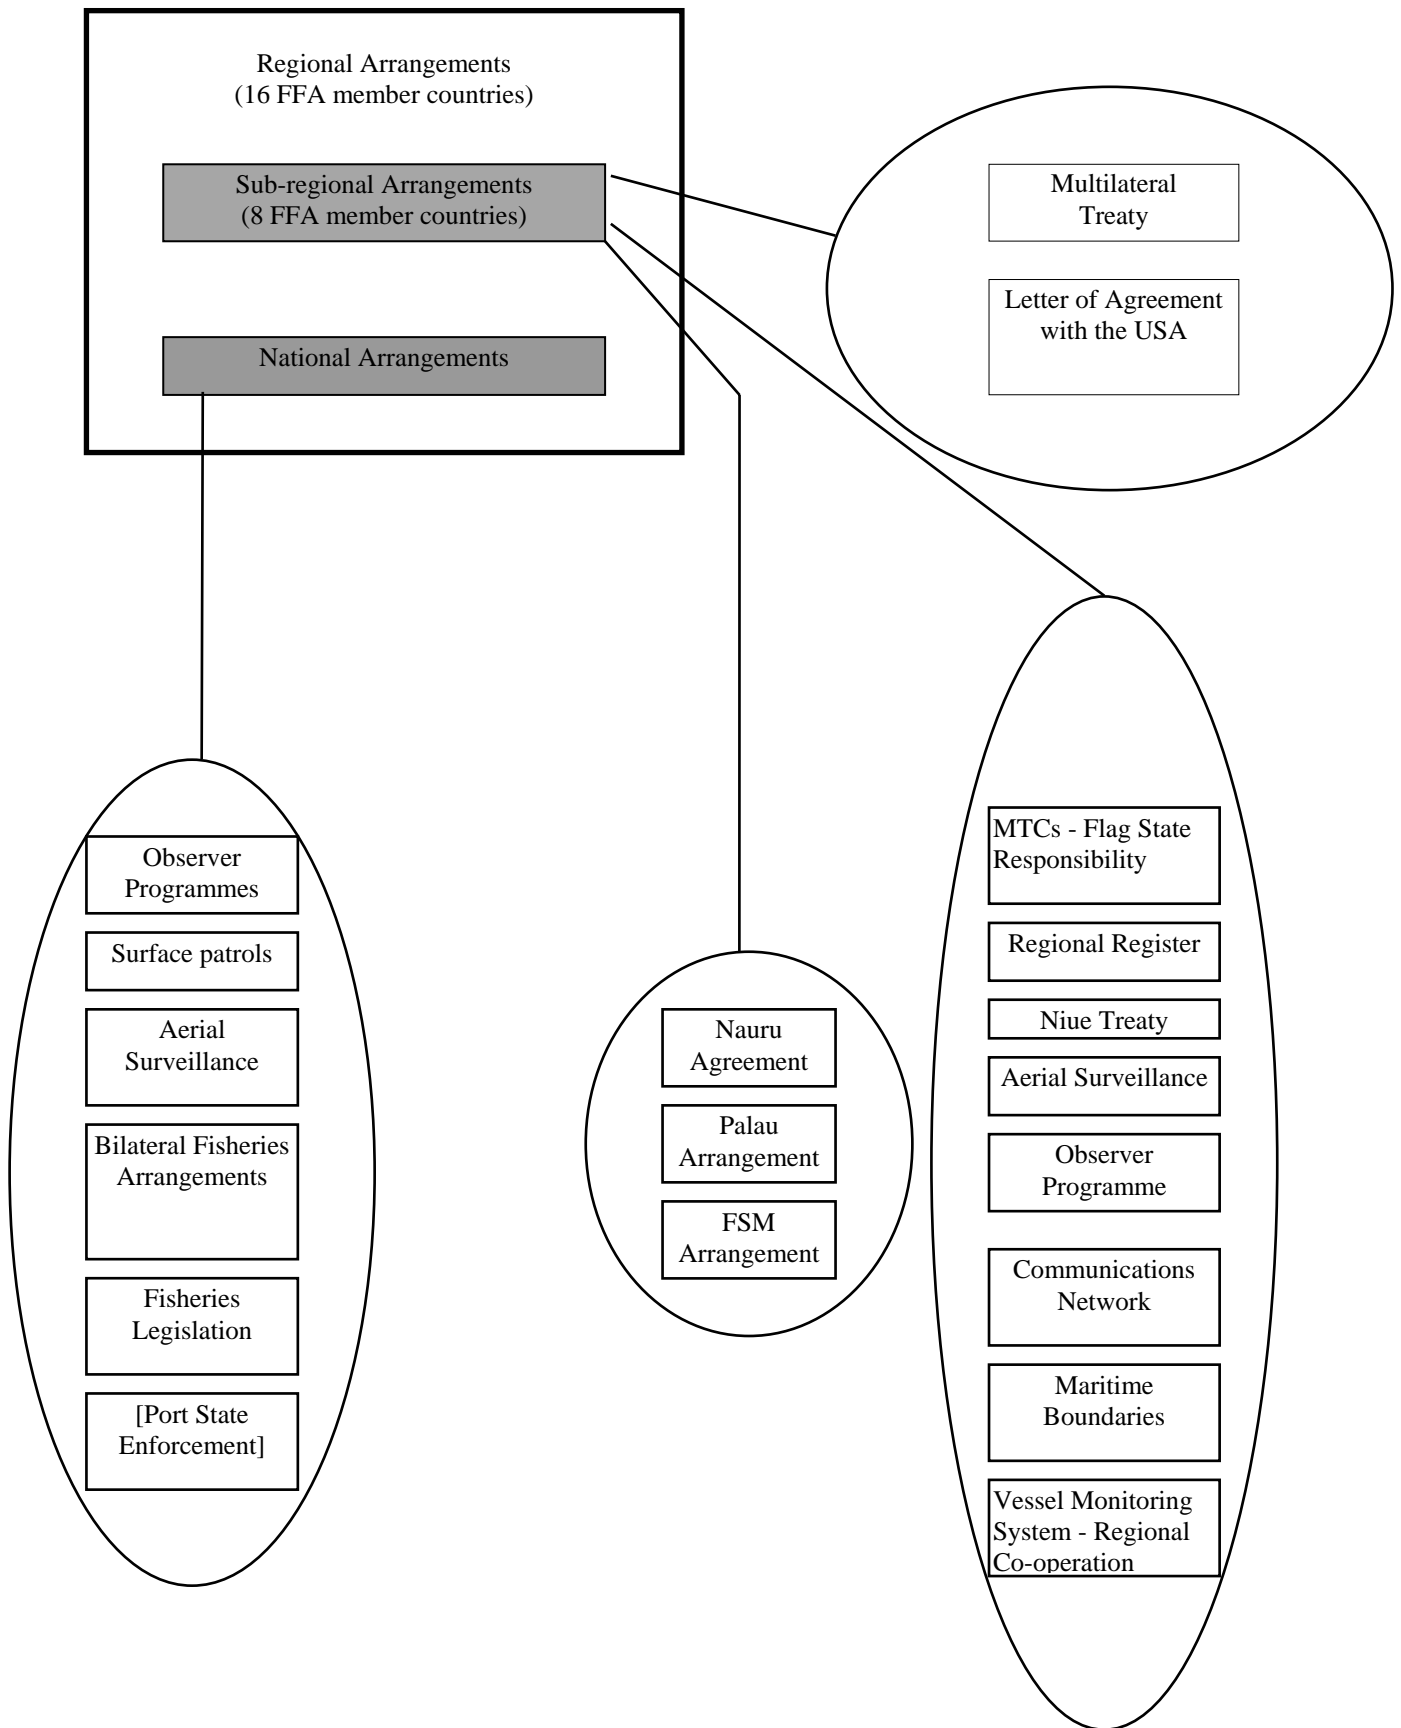 Regional Arrangements
(16 FFA member countries)
Sub-regional Arrangements
(8 FFA member countries)
National Arrangements
Multilateral
Treaty
Letter of Agreement
with the USA
Observer
Programmes
Surface patrols
Aerial
Surveillance
Bilateral Fisheries
Arrangements
Fisheries
Legislation
[Port State
Enforcement]
Nauru
Agreement
Palau
Arrangement
FSM
Arrangement
MTCs - Flag State
Responsibility
Regional Register
Niue Treaty
Aerial Surveillance
Observer
Programme
Communications
Network
Maritime
Boundaries
Vessel Monitoring
System - Regional
Co-operation